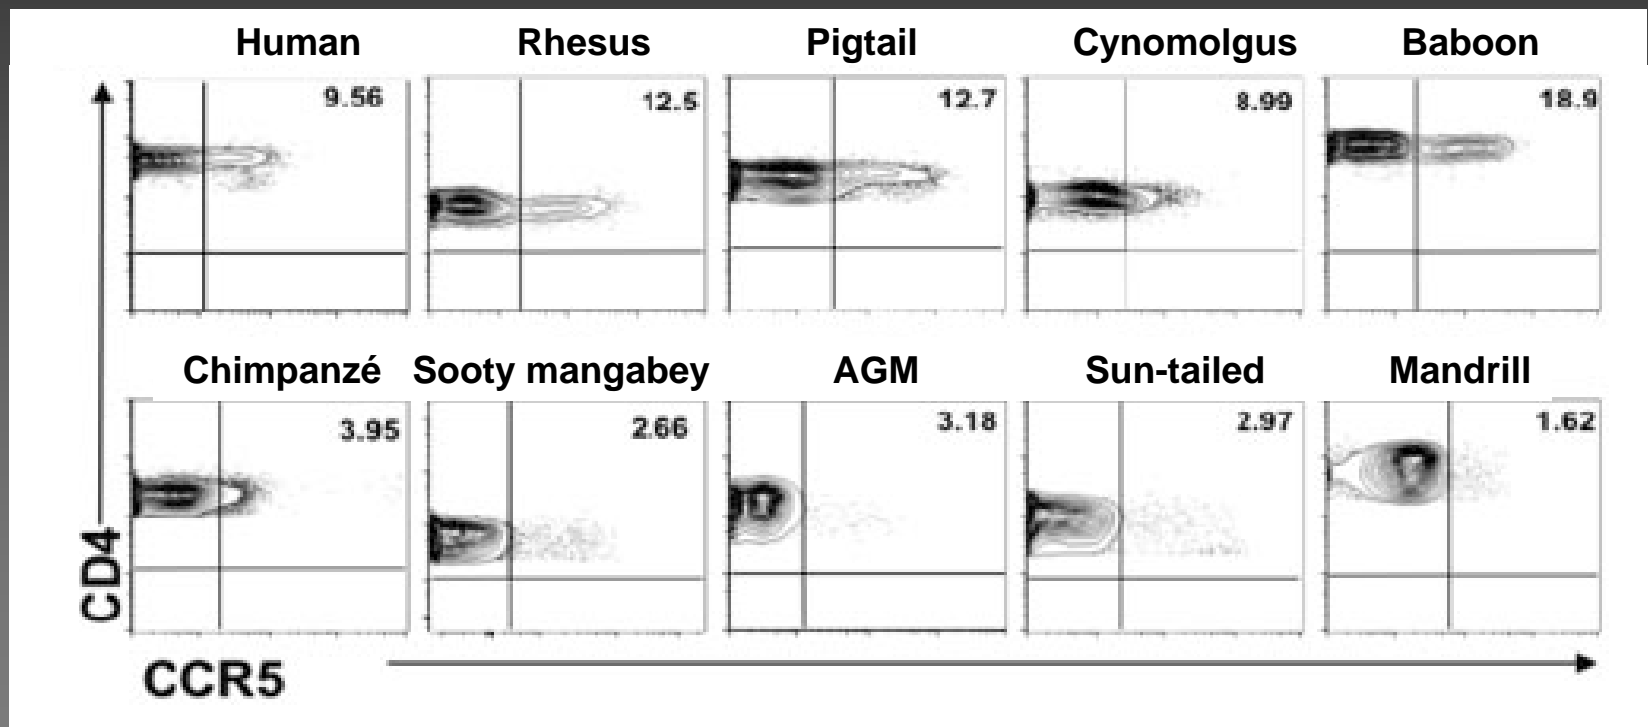 Human Rhesus Pigtail Cynomolgus Baboon
9.56 12.5 12.7 8.99 18.9
Chimpanzé Sooty mangabey AGM Sun-tailed Mandrill
3.95 2.66 3.18 2.97 1.62
CD4
CCR5